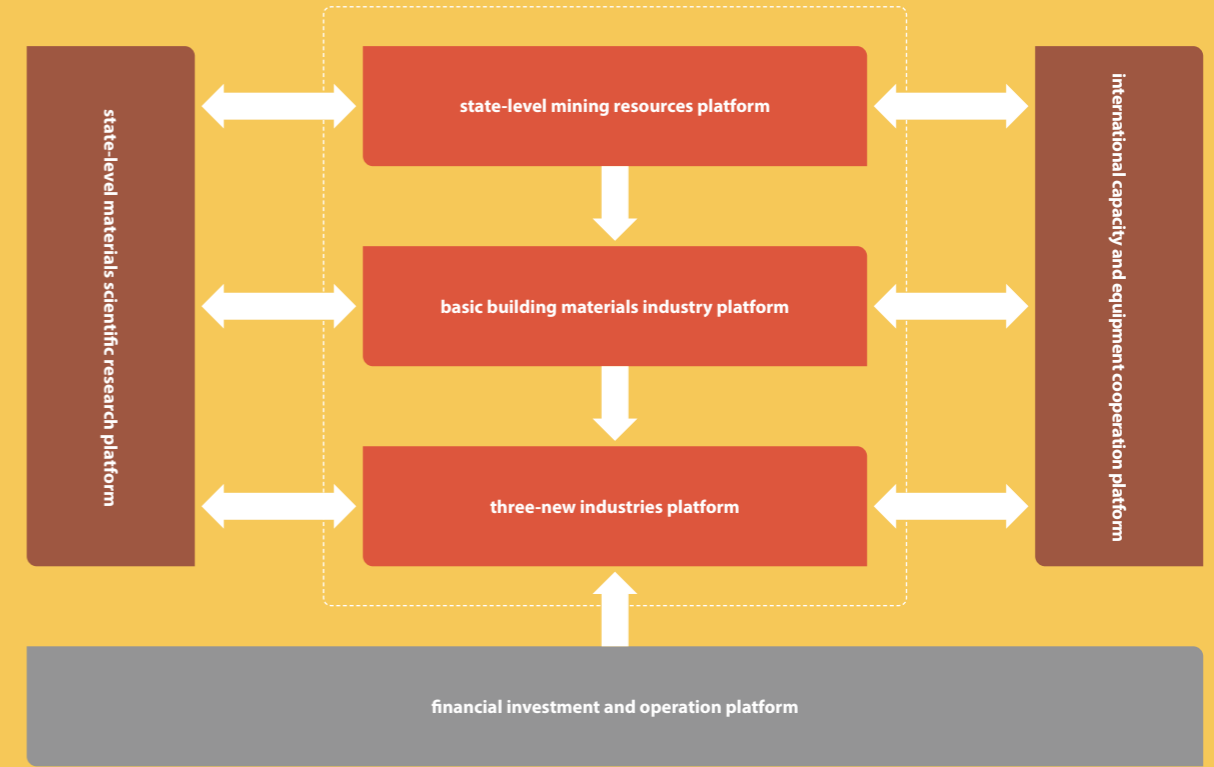 state-level materials scientific research platform
state-level mining resources platform
basic building materials industry platform
three-new industries platform
international capacity and equipment cooperation platform
financial investment and operation platform